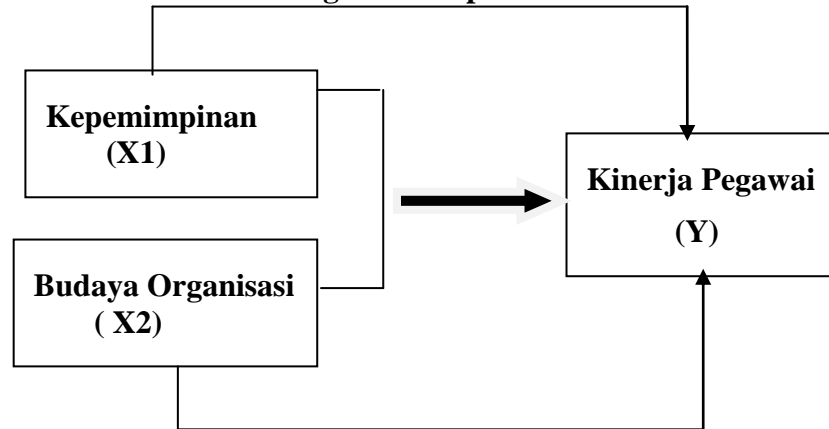 Kepemimpinan
(X1)
Kinerja Pegawai
(Y)
Budaya Organisasi
( X2)